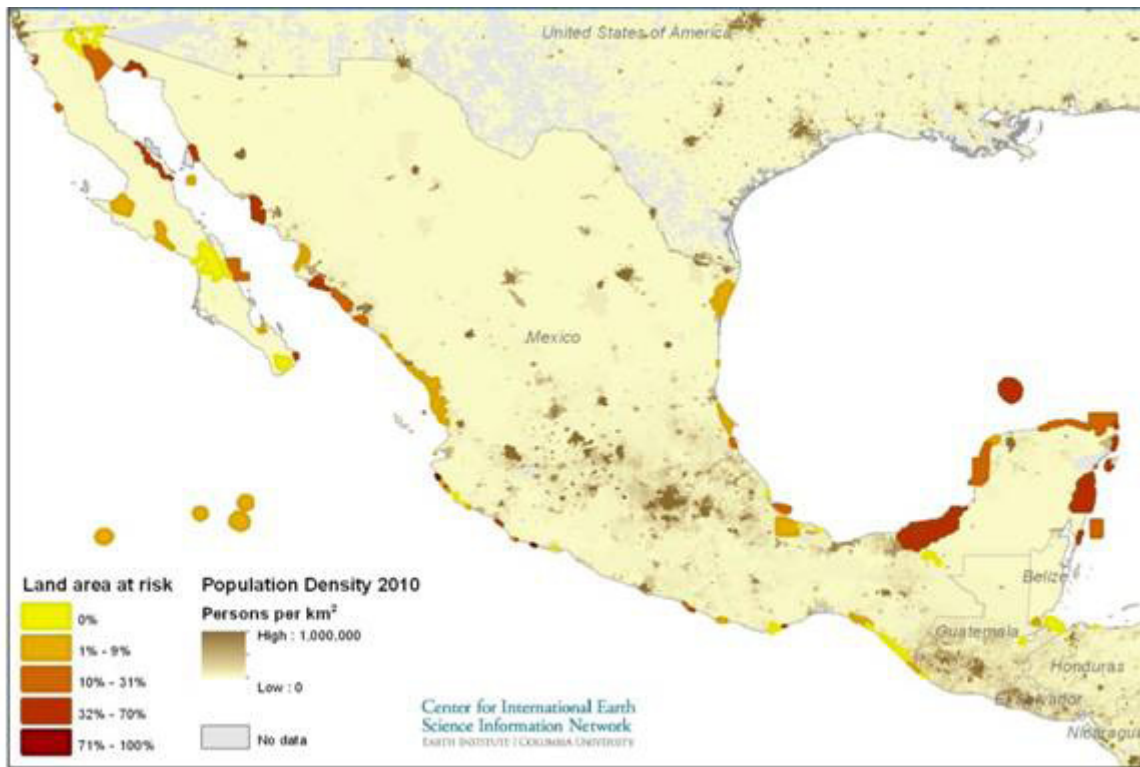 United States of America
Mexico
Belize
Guatemala
Honduras
El Salvador
Nicaragua
Land area at risk
0%
1% - 9%
10% - 31%
32% - 70%
71% - 100%
Population Density 2010
Persons per km²
High : 1,000,000
Low : 0
No data
Center for International Earth
Science Information Network
EARTH INSTITUTE | COLUMBIA UNIVERSITY